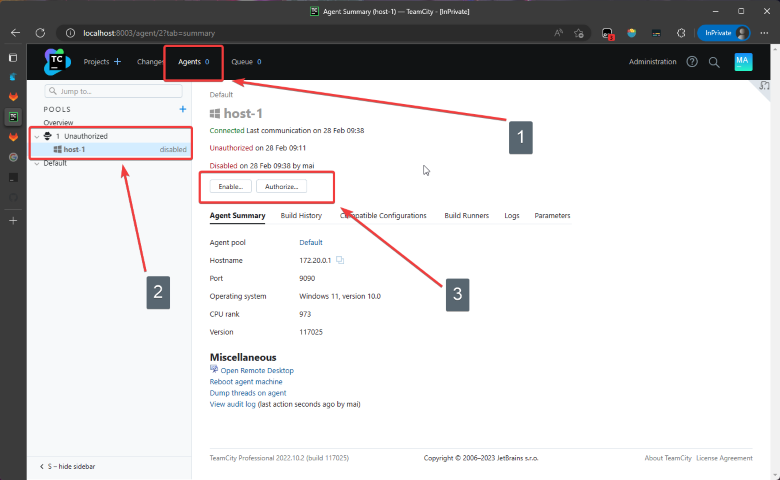 Agent Summary (host-1) — TeamCity - [InPrivate]
localhost:8003/agent/2?tab=summary
InPrivate
TC
Projects
Changes
Agents 0
Queue 0
Administration
MA
Jump to...
POOLS
Overview
1 Unauthorized
host-1 disabled
Default
Default
host-1
Connected Last communication on 28 Feb 09:38
Unauthorized on 28 Feb 09:11
Disabled on 28 Feb 09:38 by mai
Enable...
Authorize...
1
2
3
Agent Summary
Build History
Compatible Configurations
Build Runners
Logs
Parameters
Agent pool Default
Hostname 172.20.0.1
Port 9090
Operating system Windows 11, version 10.0
CPU rank 973
Version 117025
Miscellaneous
Open Remote Desktop
Reboot agent machine
Dump threads on agent
View audit log (last action seconds ago by mai)
S – hide sidebar
TeamCity Professional 2022.10.2 (build 117025)
Copyright © 2006–2023 JetBrains s.r.o.
About TeamCity
License Agreement